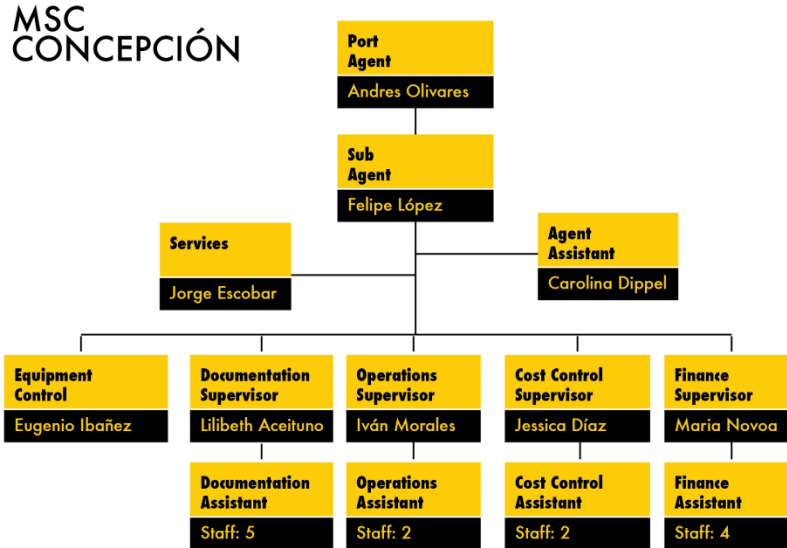 MSC
CONCEPCIÓN
Port
Agent
Andres Olivares
Sub
Agent
Felipe López
Services
Jorge Escobar
Agent
Assistant
Carolina Dippel
Equipment
Control
Eugenio Ibañez
Documentation
Supervisor
Lilibeth Aceituno
Operations
Supervisor
Iván Morales
Cost Control
Supervisor
Jessica Díaz
Finance
Supervisor
Maria Novoa
Documentation
Assistant
Staff: 5
Operations
Assistant
Staff: 2
Cost Control
Assistant
Staff: 2
Finance
Assistant
Staff: 4